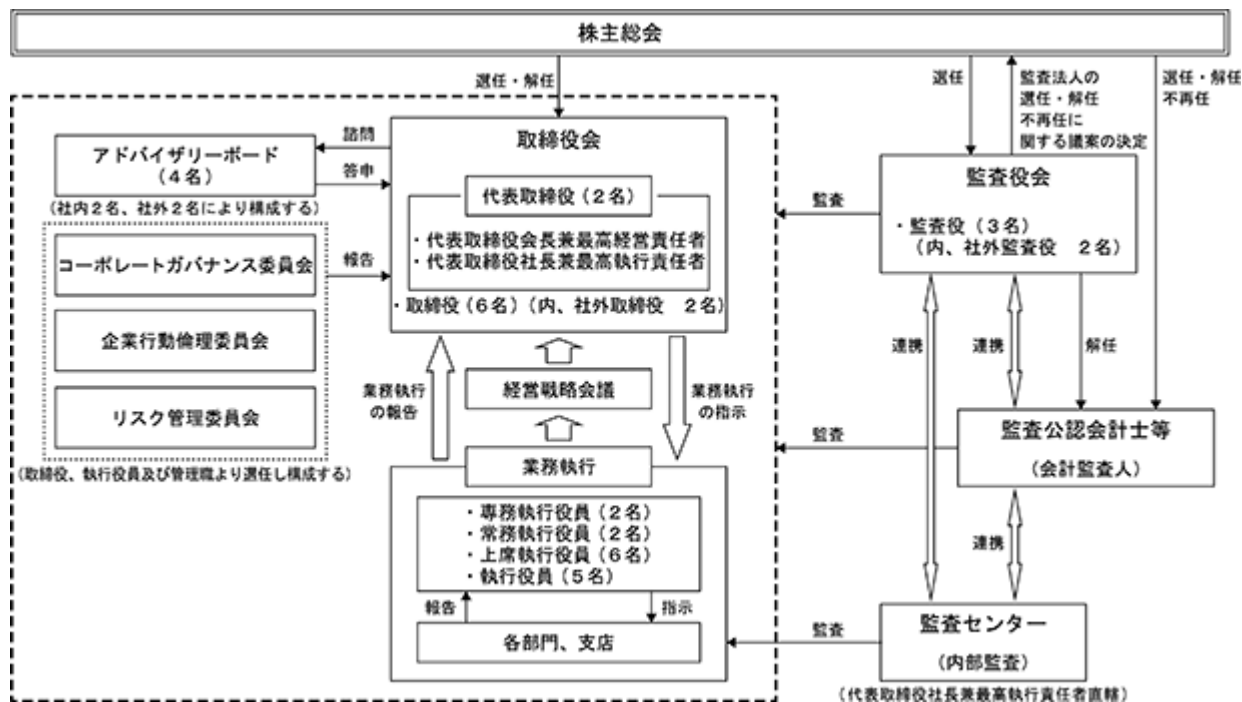 株主総会
選任・解任
選任
監査法人の
選任・解任
不再任に
関する議案の決定
選任・解任
不再任
諮問
答申
アドバイザリーボード
(4名)
(社内2名、社外2名により構成する)
取締役会
代表取締役(2名)
・代表取締役会長兼最高経営責任者
・代表取締役社長兼最高執行責任者
・取締役(6名)(内、社外取締役 2名)
監査
監査役会
・監査役(3名)
(内、社外監査役 2名)
コーポレートガバナンス委員会
報告
企業行動倫理委員会
リスク管理委員会
(取締役、執行役員及び管理職より選任し構成する)
業務執行
の報告
経営戦略会議
業務執行
の指示
連携
連携
解任
監査
監査公認会計士等
(会計監査人)
業務執行
・専務執行役員(2名)
・常務執行役員(2名)
・上席執行役員(6名)
・執行役員(5名)
報告
指示
各部門、支店
連携
監査
監査センター
(内部監査)
(代表取締役社長兼最高執行責任者直轄)